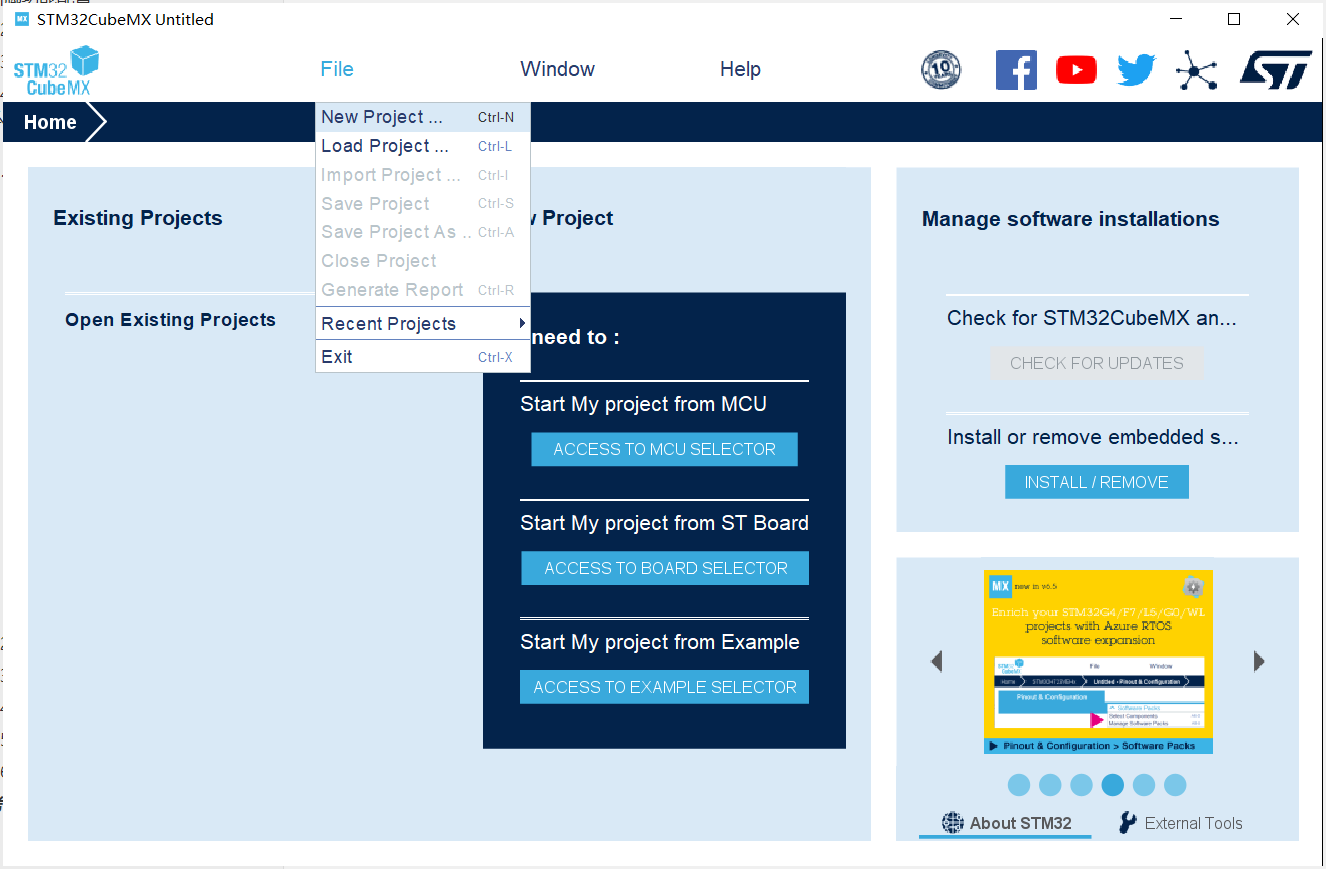 MX STM32CubeMX Untitled
STM32
CubeMX
File
Window
Help
10
Home
New Project ... Ctrl-N
Load Project ... Ctrl-L
Import Project ... Ctrl-I
Save Project Ctrl-S
Save Project As .. Ctrl-A
Close Project
Generate Report Ctrl-R
Recent Projects
Exit Ctrl-X
Existing Projects
Open Existing Projects
Project
need to :
Start My project from MCU
ACCESS TO MCU SELECTOR
Start My project from ST Board
ACCESS TO BOARD SELECTOR
Start My project from Example
ACCESS TO EXAMPLE SELECTOR
Manage software installations
Check for STM32CubeMX an...
CHECK FOR UPDATES
Install or remove embedded s...
INSTALL / REMOVE
MX new in v6.5
Enrich your STM32G4/F7/L5/G0/WL
projects with Azure RTOS
software expansion
STM32
CubeMX
File
Window
Home
Untitled - Pinout & Configuration
Pinout & Configuration
Software Packs
Select Components
Manage Software Packs
Pinout & Configuration > Software Packs
About STM32
External Tools